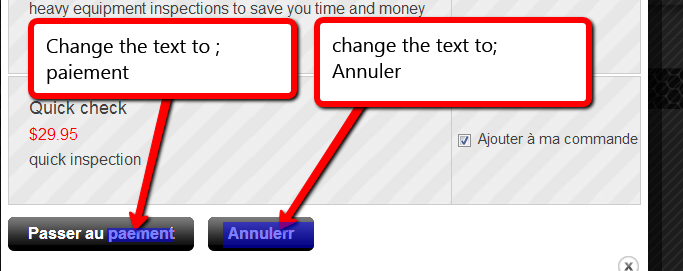 heavy equipment inspections to save you time and money
Change the text to ;
paiement
change the text to;
Annuler
Quick check
$29.95
quick inspection
Ajouter à ma commande
Passer au paement
Annulerr